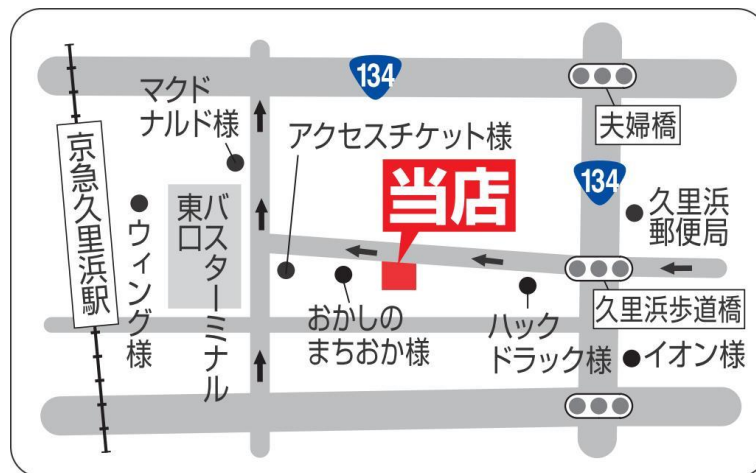 134
マクド
ナルド様
夫婦橋
アクセスチケット様
京急久里浜駅
当店
134
久里浜
郵便局
東口
バスターミナル
ウィング様
久里浜歩道橋
おかしの
まちおか様
ハック
ドラック様
イオン様